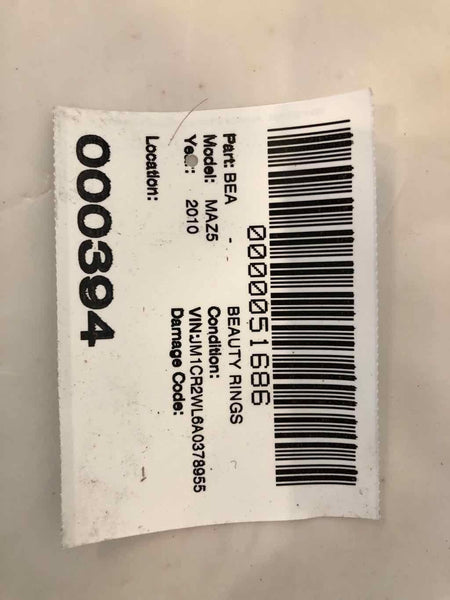 0000051686
Part: BEA - BEAUTY RINGS
Model: MAZ5 Condition:
Year: 2010 VIN:JM1CR2WL6A0378955
Damage Code:
Location:
000394